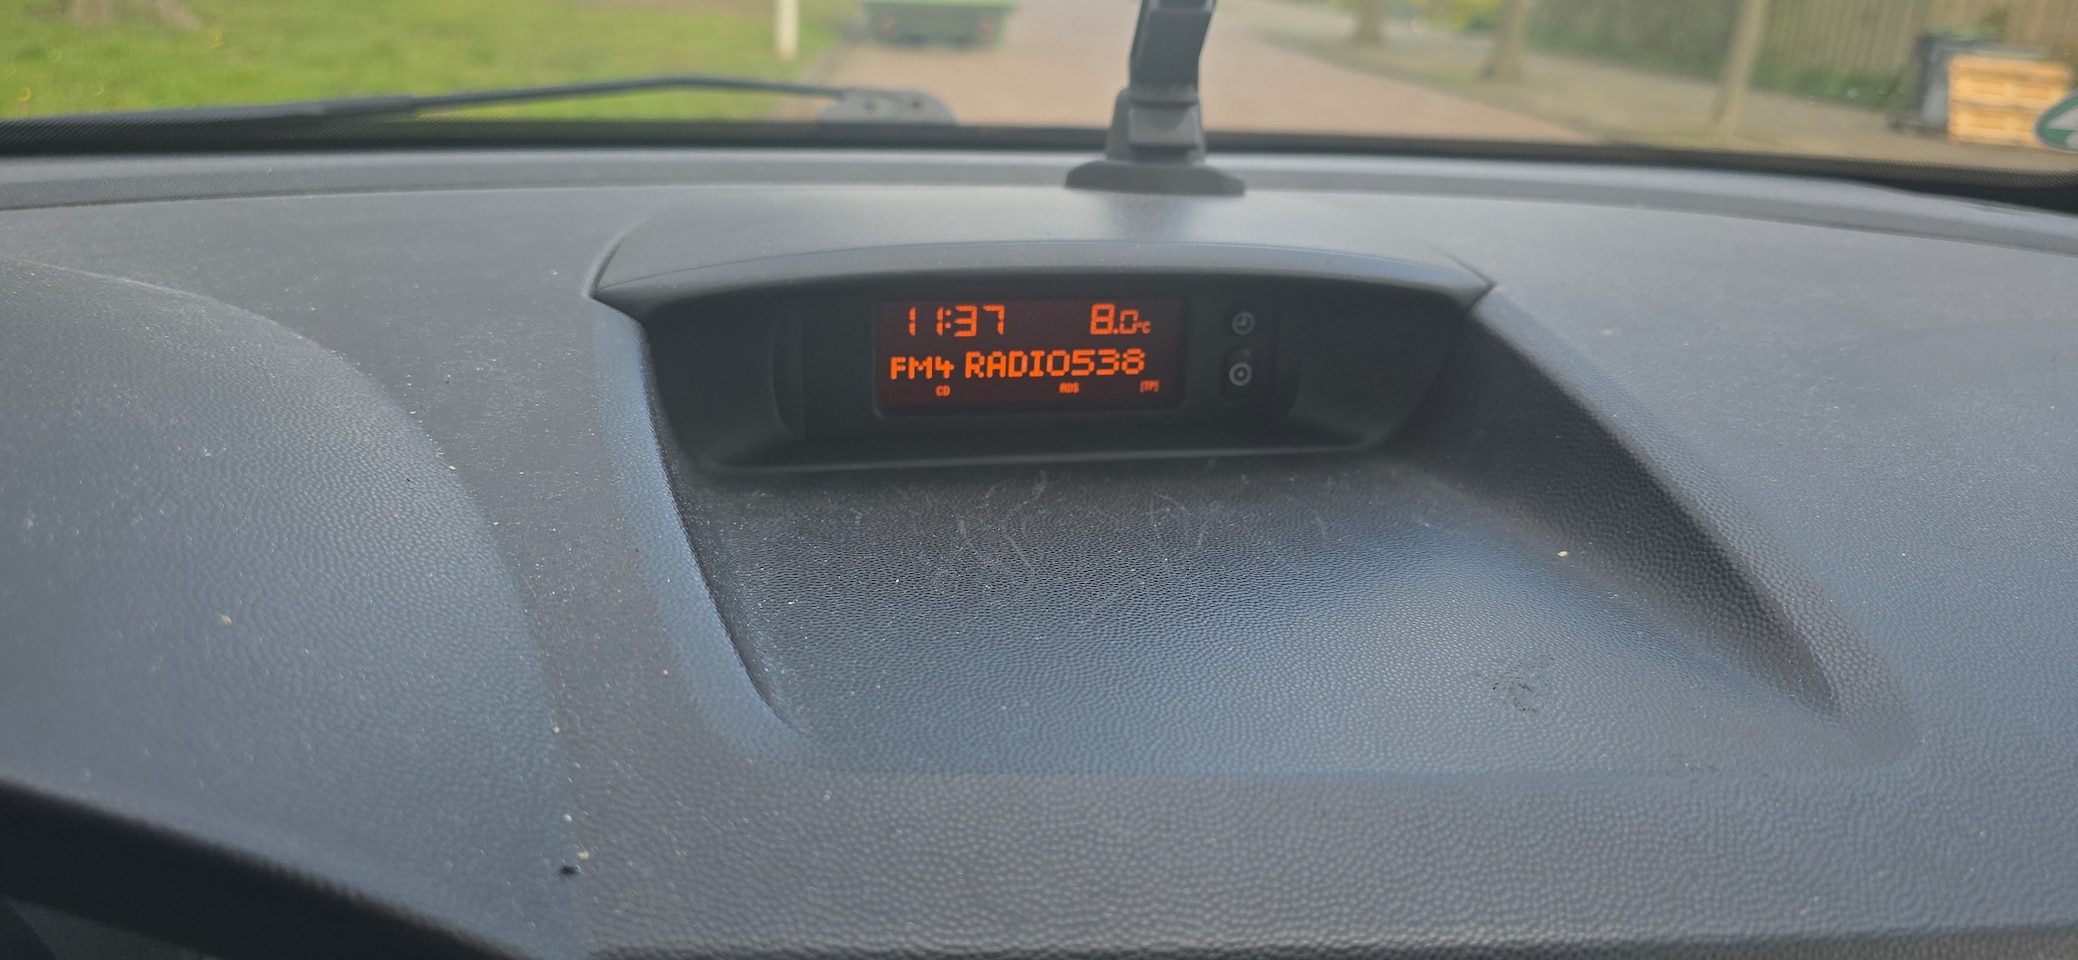 11:37 8.0°C
FM4 RADIO538
CD RDS [TP]